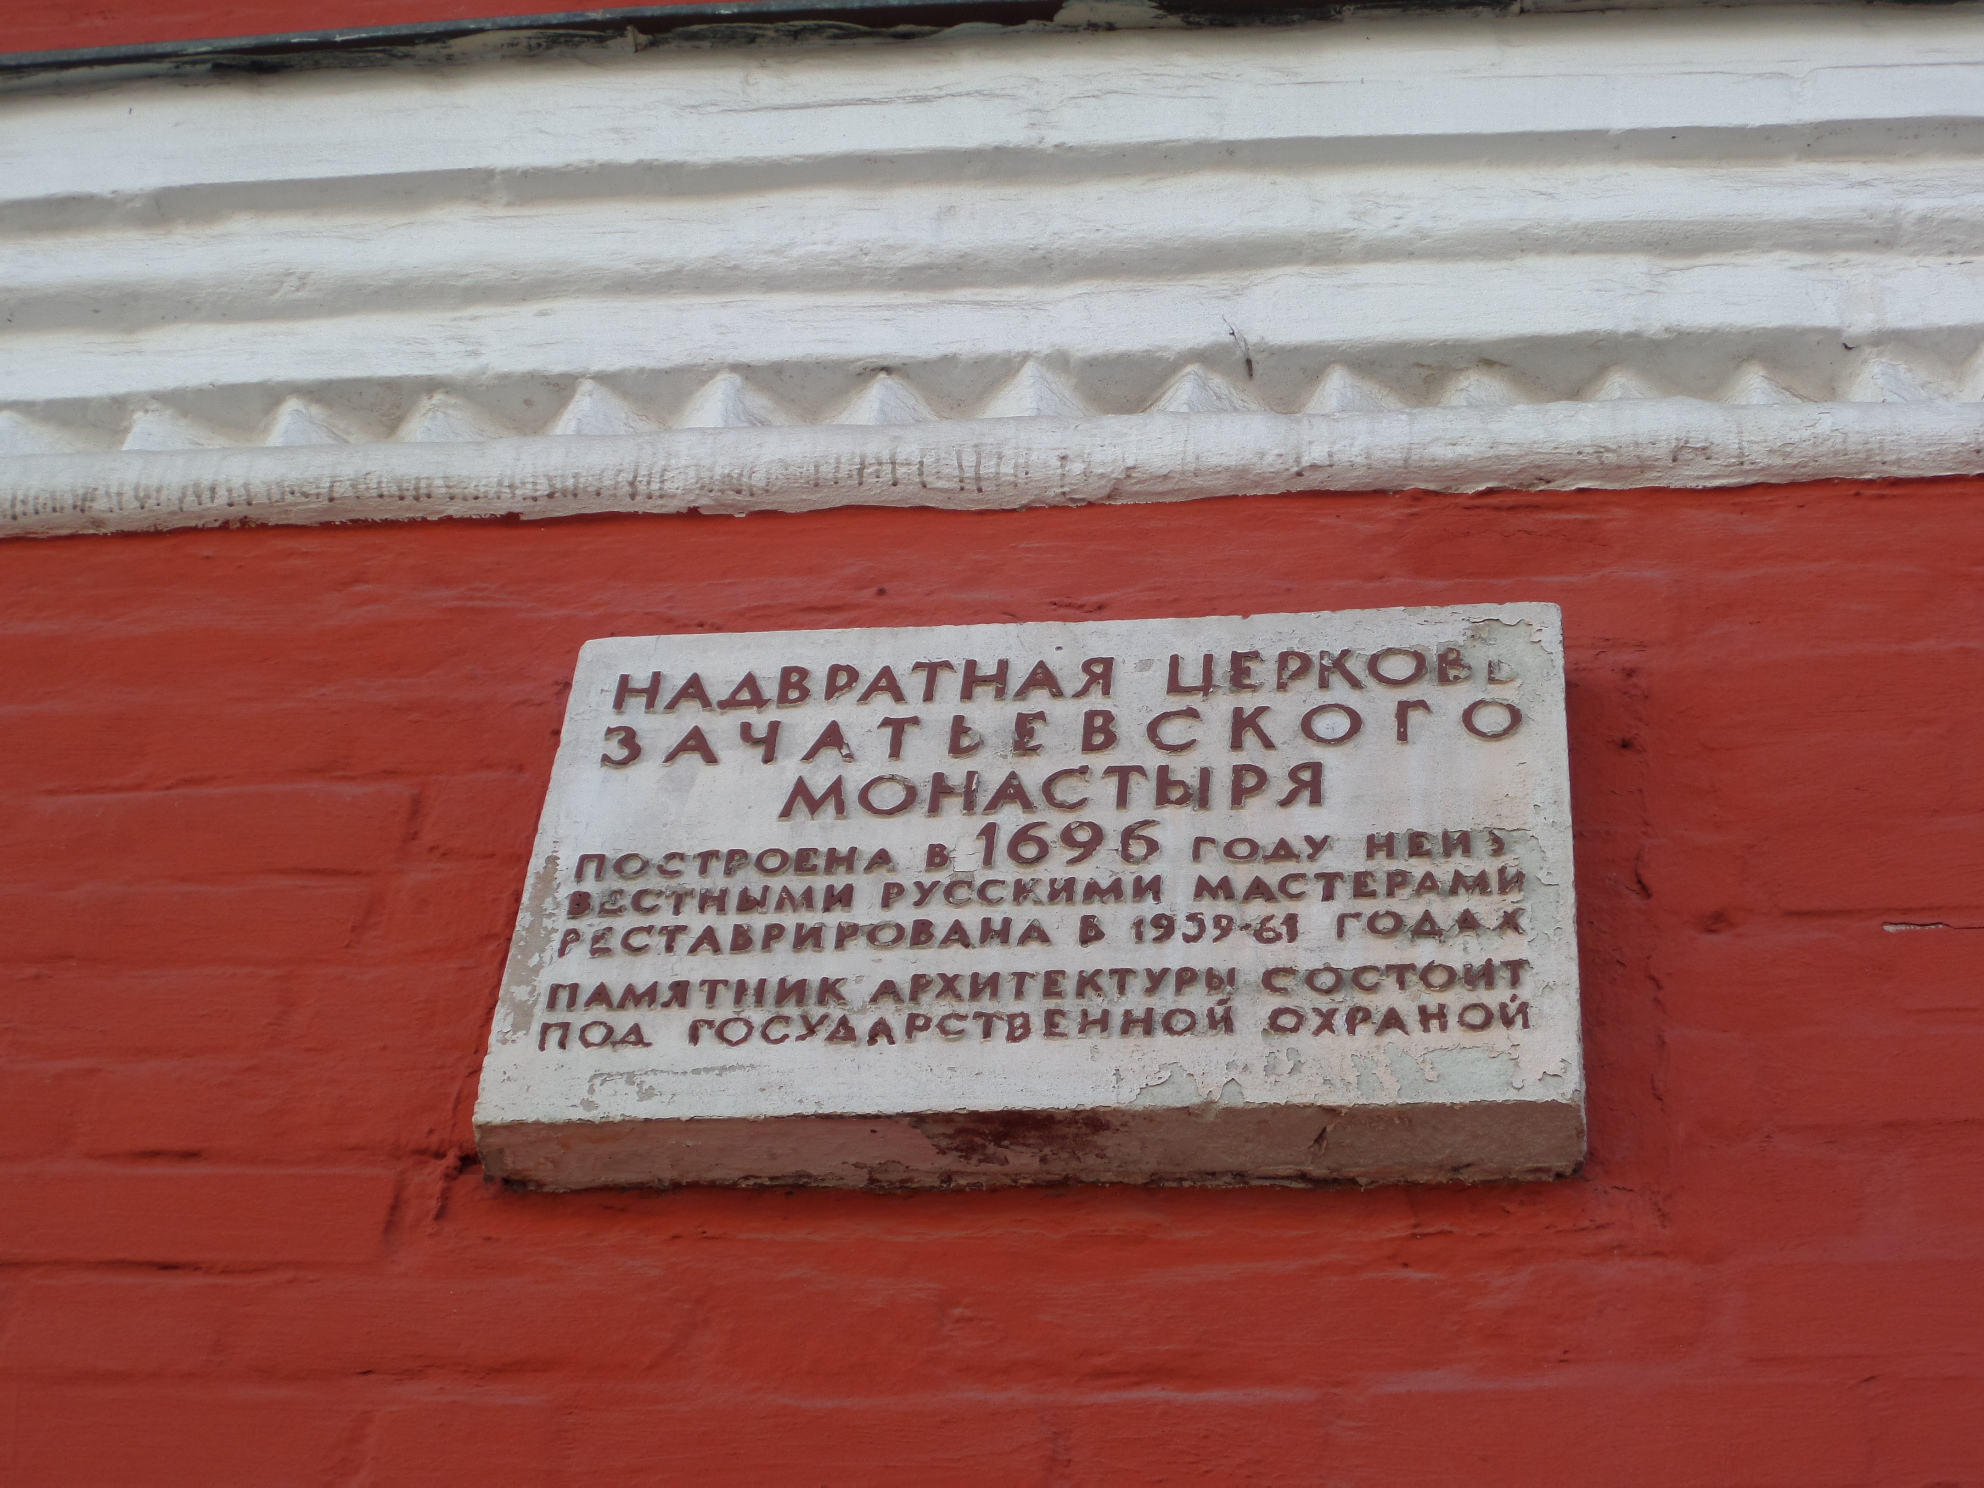 НАДВРАТНАЯ ЦЕРКОВЬ
ЗАЧАТЬЕВСКОГО
МОНАСТЫРЯ
ПОСТРОЕНА В 1696 ГОДУ НЕИЗ
ВЕСТНЫМИ РУССКИМИ МАСТЕРАМИ
РЕСТАВРИРОВАНА В 1959-61 ГОДАХ
ПАМЯТНИК АРХИТЕКТУРЫ СОСТОИТ
ПОД ГОСУДАРСТВЕННОЙ ОХРАНОЙ